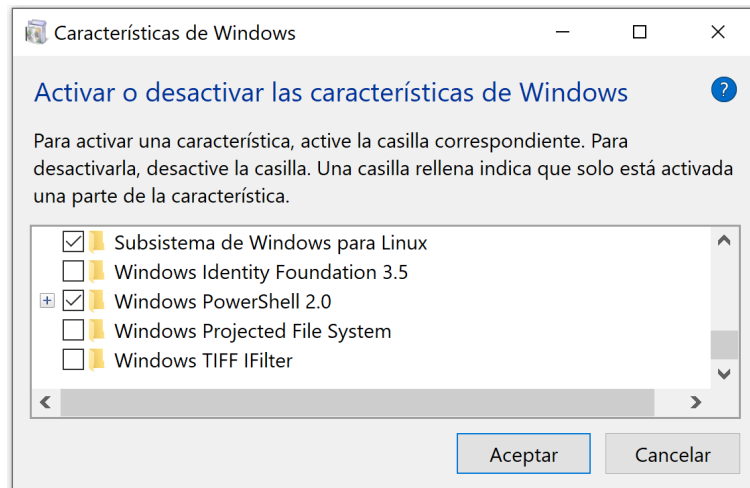 Características de Windows
Activar o desactivar las características de Windows
?
Para activar una característica, active la casilla correspondiente. Para
desactivarla, desactive la casilla. Una casilla rellena indica que solo está activada
una parte de la característica.
Subsistema de Windows para Linux
Windows Identity Foundation 3.5
Windows PowerShell 2.0
Windows Projected File System
Windows TIFF IFilter
Aceptar
Cancelar